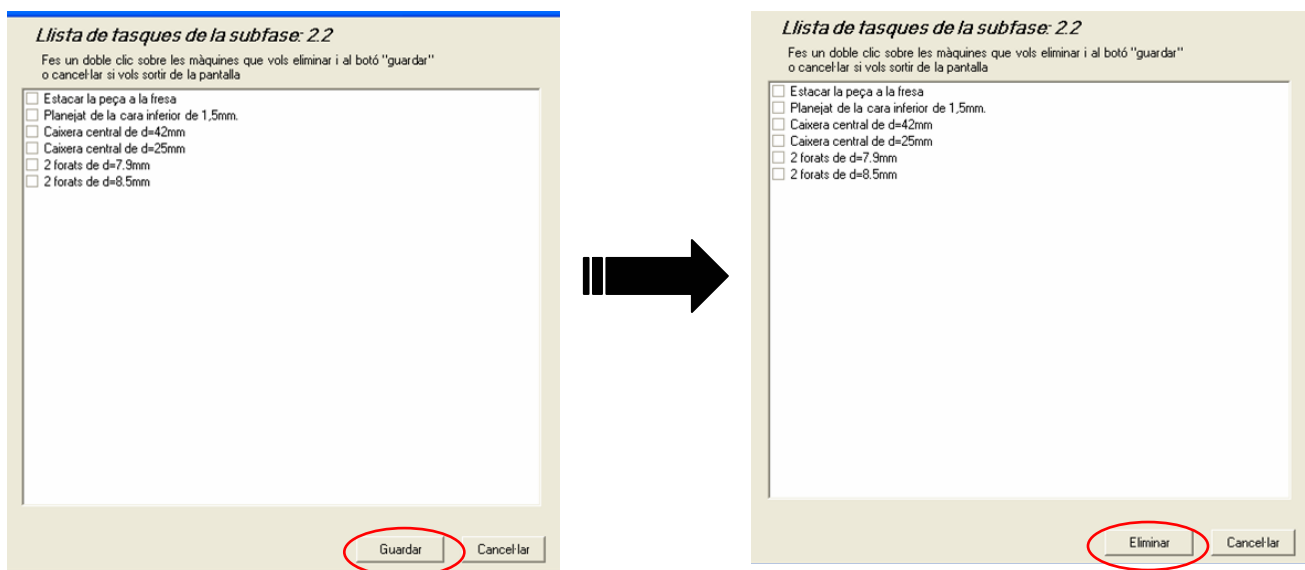 Llista de tasques de la subfase: 2.2
Fes un doble clic sobre les màquines que vols eliminar i al botó "guardar"
o cancel·lar si vols sortir de la pantalla
Estacar la peça a la fresa
Planejat de la cara inferior de 1,5mm.
Caixera central de d=42mm
Caixera central de d=25mm
2 forats de d=7.9mm
2 forats de d=8.5mm
Guardar
Cancel·lar
Llista de tasques de la subfase: 2.2
Fes un doble clic sobre les màquines que vols eliminar i al botó "guardar"
o cancel·lar si vols sortir de la pantalla
Estacar la peça a la fresa
Planejat de la cara inferior de 1,5mm.
Caixera central de d=42mm
Caixera central de d=25mm
2 forats de d=7.9mm
2 forats de d=8.5mm
Eliminar
Cancel·lar